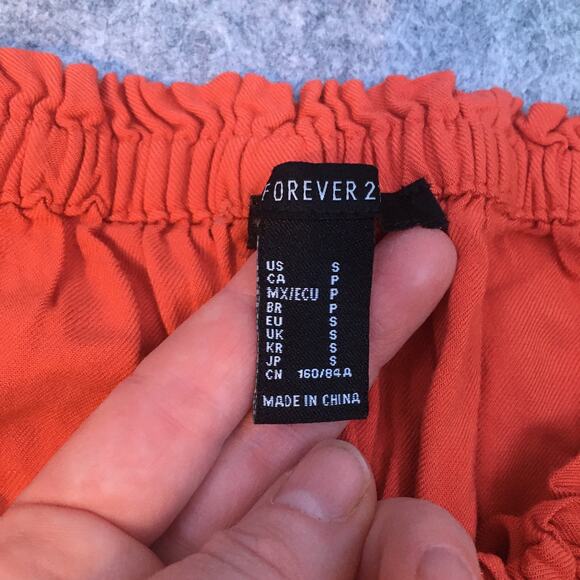 FOREVER 2
US S
CA P
MX/ECU P
BR P
EU S
UK S
KR S
JP S
CN 160/84A
MADE IN CHINA